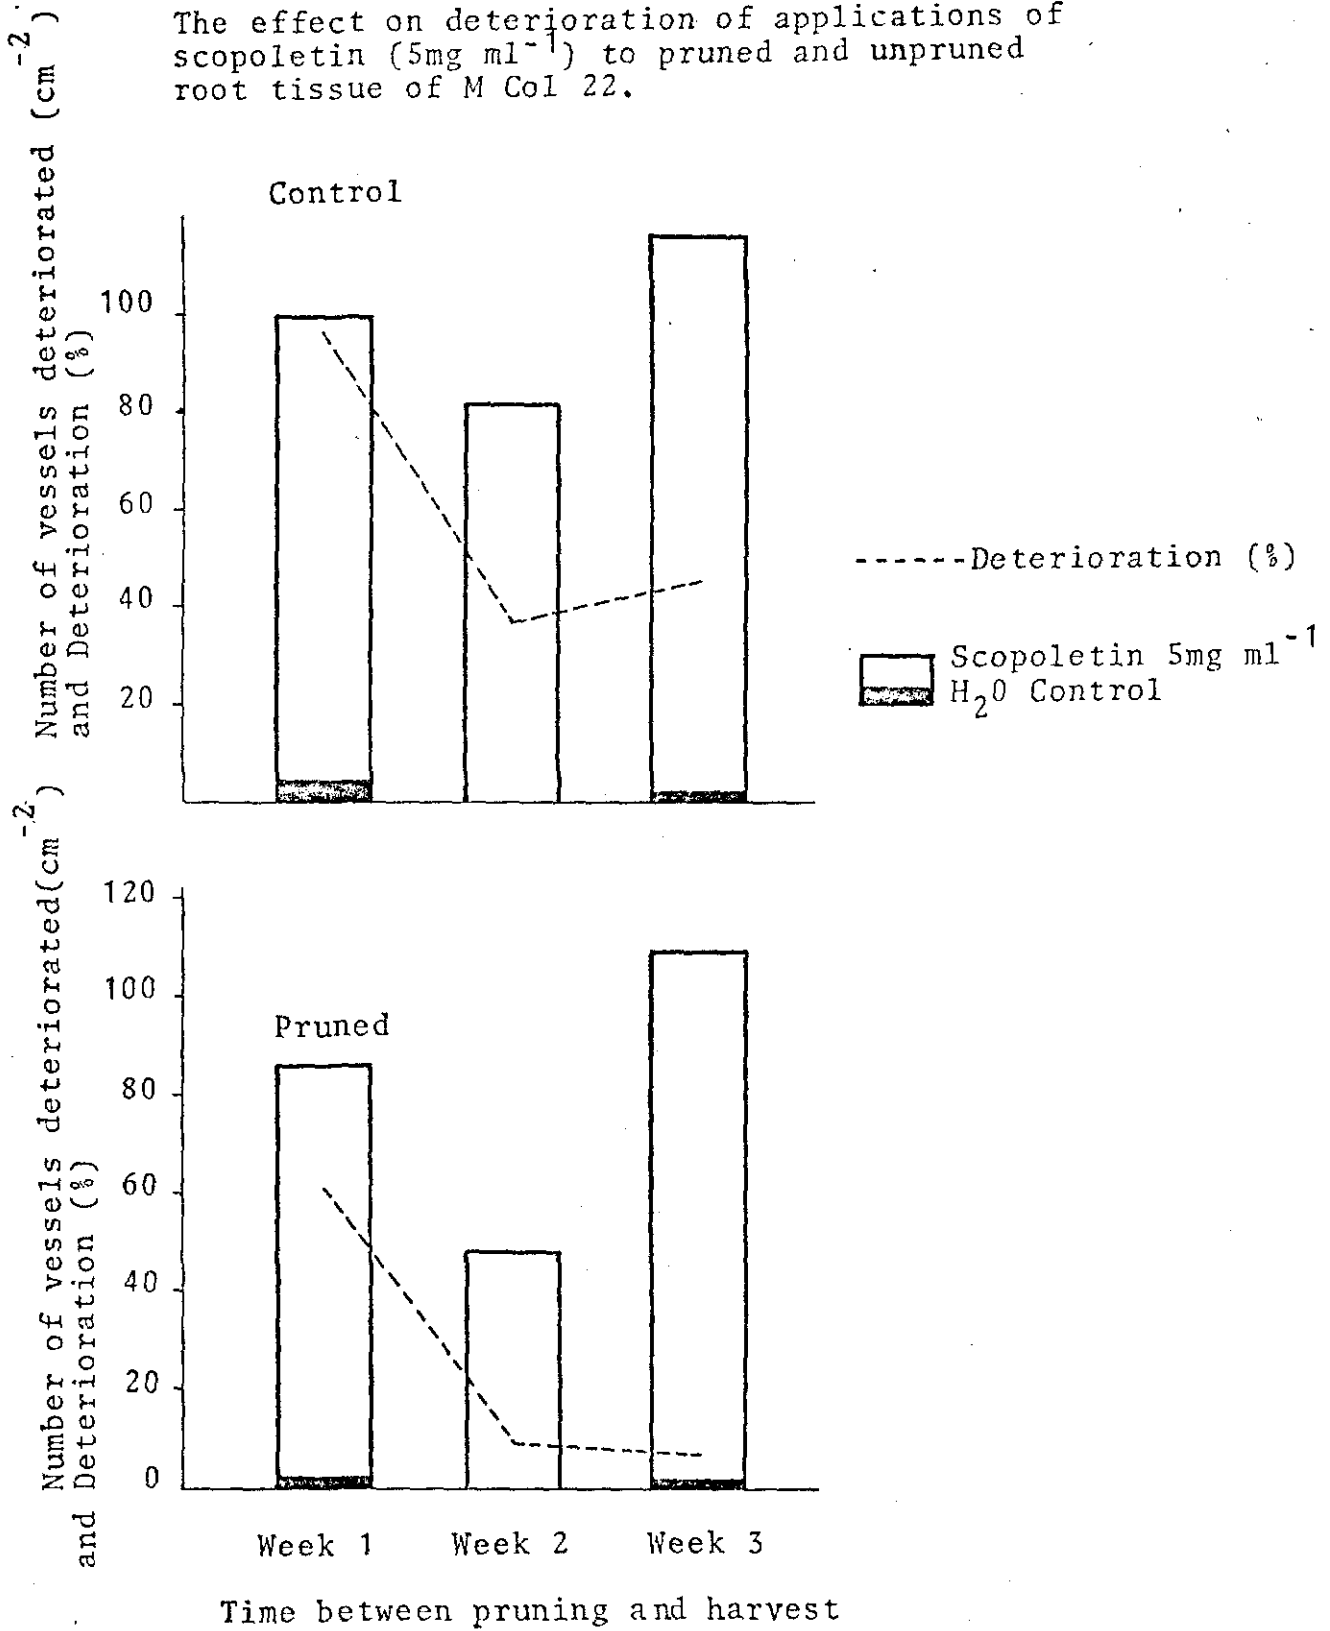 The effect on deterioration of applications of
scopoletin (5mg ml⁻¹) to pruned and unpruned
root tissue of M Col 22.
Number of vessels deteriorated (cm⁻²)
and Deterioration (%)
Control
100
80
60
40
20
------Deterioration (%)
Scopoletin 5mg ml⁻¹
H₂O Control
Number of vessels deteriorated(cm⁻²)
and Deterioration (%)
120
100
Pruned
80
60
40
20
0
Week 1 Week 2 Week 3
Time between pruning and harvest